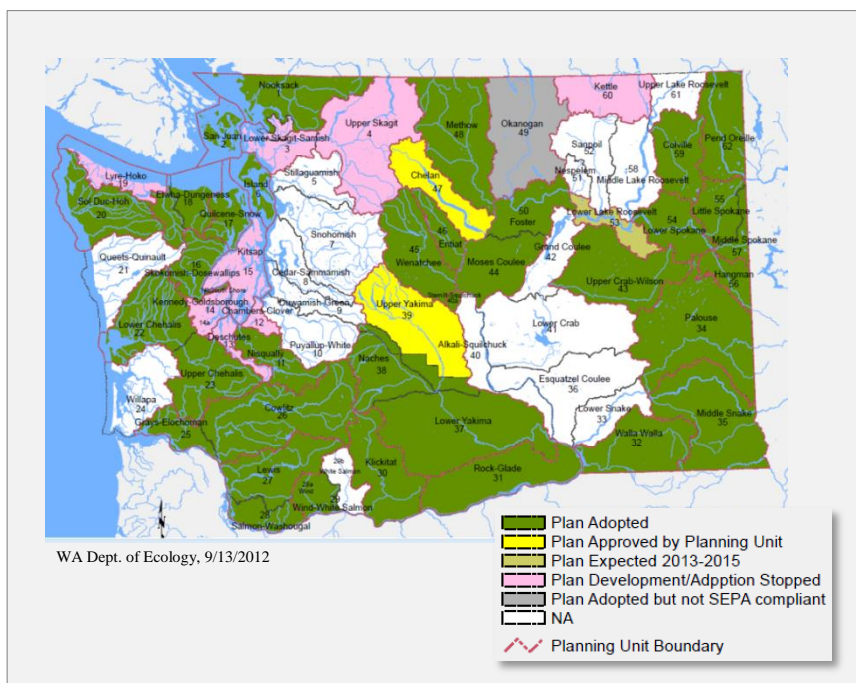 Nooksack
1
San Juan
2
Lower Skagit-Samish
3
Upper Skagit
4
Methow
48
Okanogan
49
Kettle
60
Upper Lake Roosevelt
61
Pend Oreille
62
Colville
59
Sanpoil
52
58
Middle Lake Roosevelt
Nespelem
51
Stillaguamish
5
Island
6
Chelan
47
Lyre-Hoko
19
Sol Duc-Hoh
20
Elwha-Dungeness
18
Quilcene-Snow
17
Snohomish
7
Entiat
46
Wenatchee
45
Foster
50
Moses Coulee
44
Grand Coulee
42
Lower Lake Roosevelt
53
Lower Spokane
54
Little Spokane
55
Middle Spokane
57
Hangman
56
Queets-Quinault
21
Skokomish-Dosewallips
16
Kitsap
15
Cedar-Sammamish
8
Duwamish-Green
9
Kennedy-Goldsborough
14
14a
Chambers-Clover
12
Puyallup-White
10
Upper Yakima
39
Alkali-Squilchuck
40
Upper Crab-Wilson
43
Lower Crab
Palouse
34
Lower Chehalis
22
Deschutes
13
Nisqually
11
Upper Chehalis
23
Naches
38
Esquatzel Coulee
36
Willapa
24
Grays-Elochoman
25
Cowlitz
26
Lower Yakima
37
Lower Snake
33
Walla Walla
32
Middle Snake
35
Lewis
27
29b
White Salmon
29a
Wind
29
Wind-White Salmon
Klickitat
30
Rock-Glade
31
28
Salmon-Washougal
N
WA Dept. of Ecology, 9/13/2012
Plan Adopted
Plan Approved by Planning Unit
Plan Expected 2013-2015
Plan Development/Adpption Stopped
Plan Adopted but not SEPA compliant
NA
Planning Unit Boundary